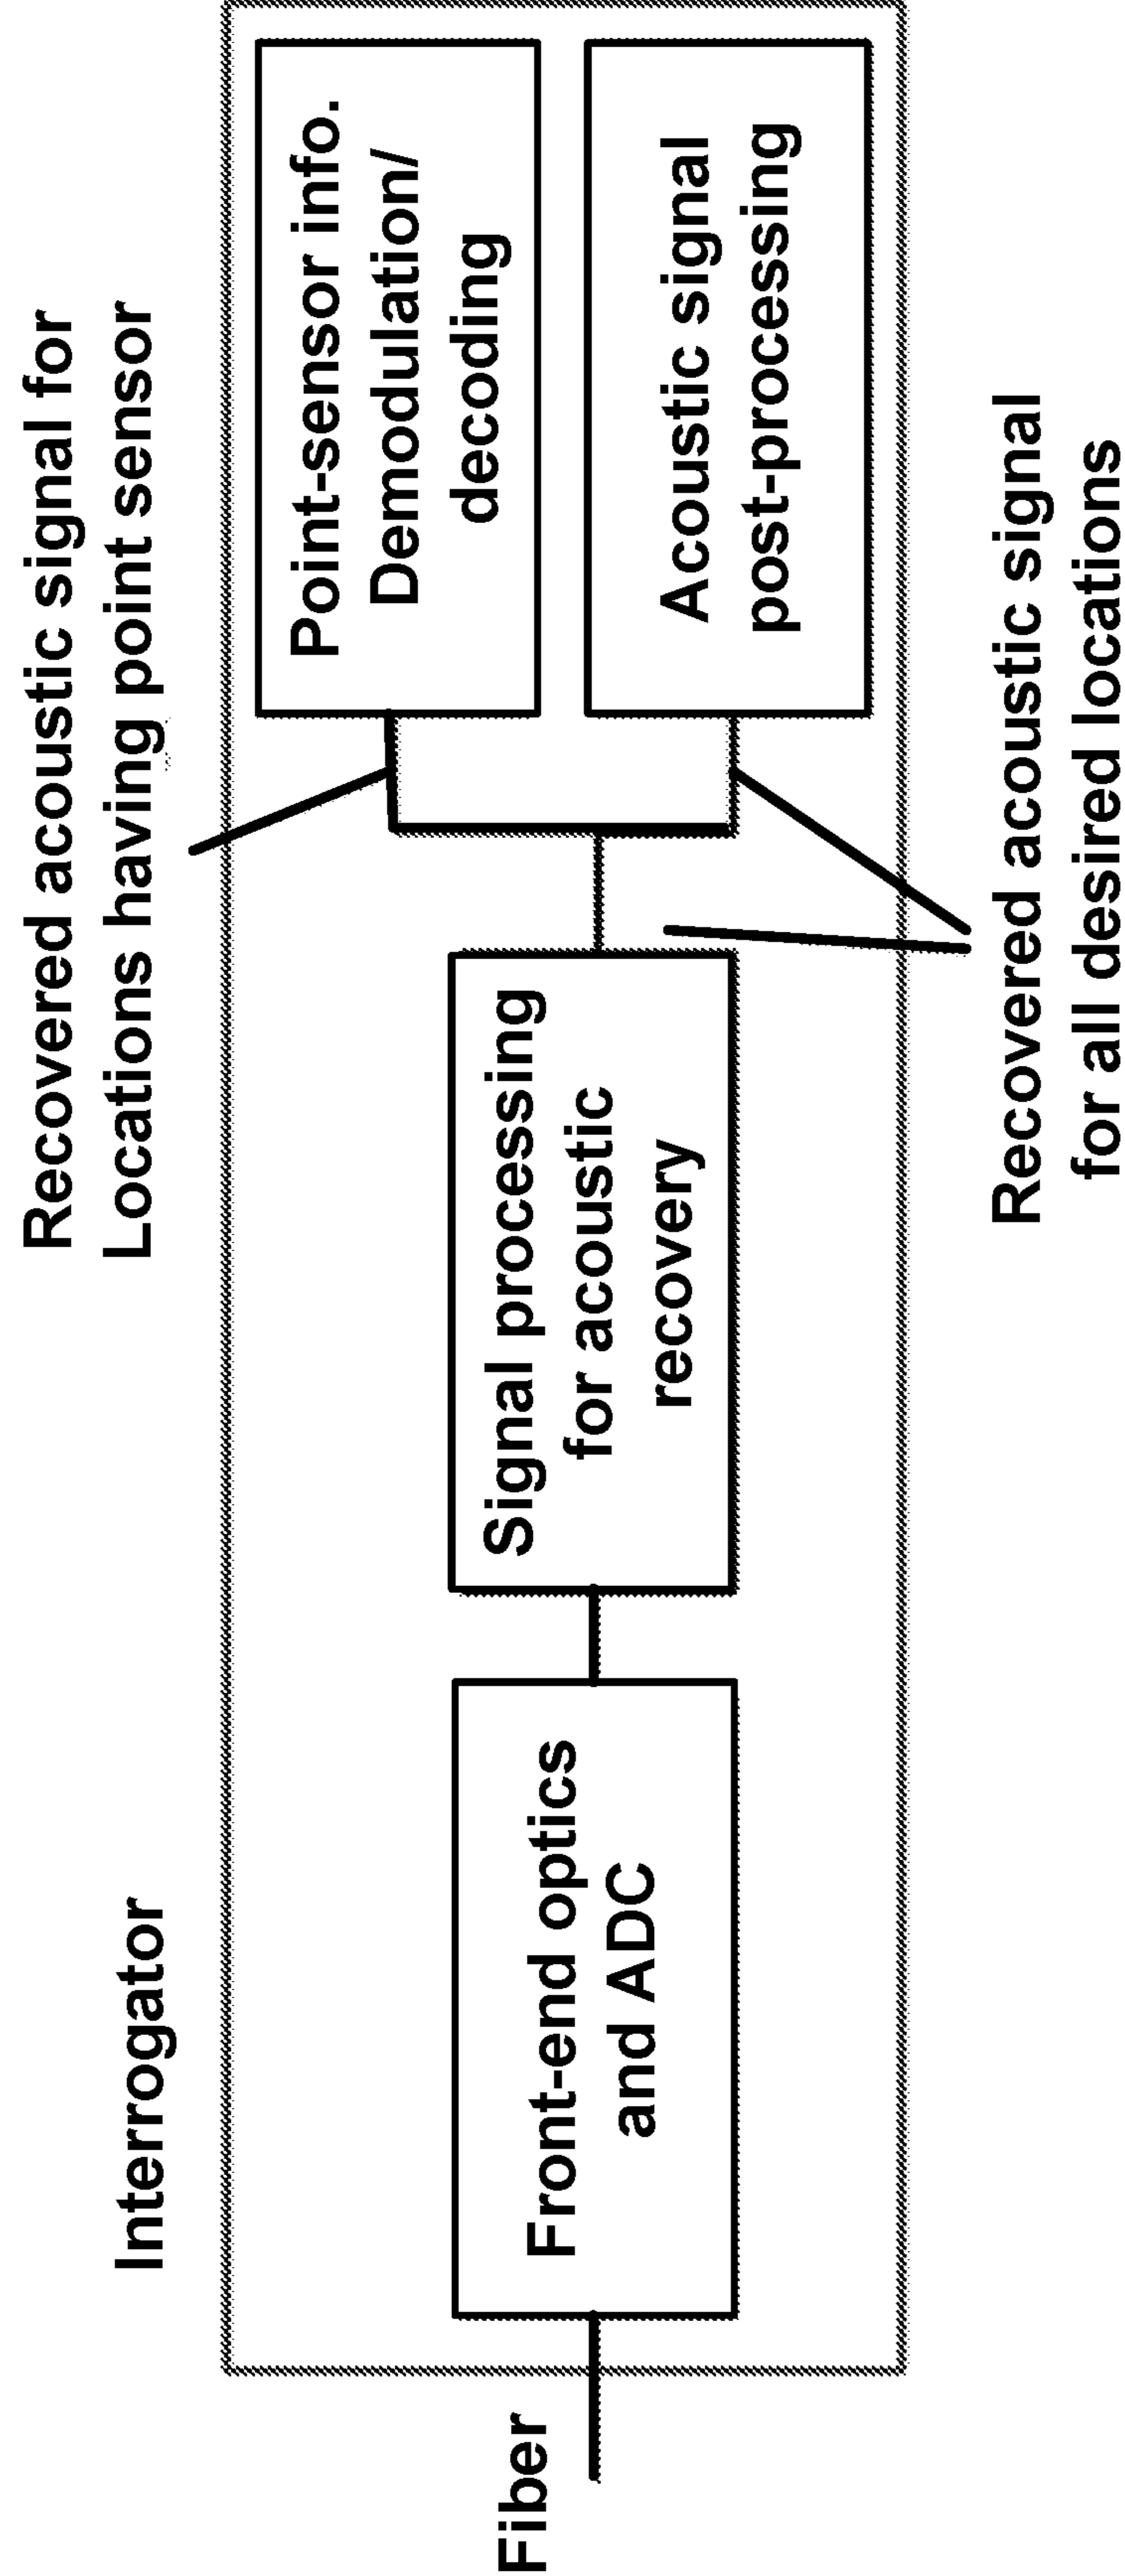 Recovered acoustic signal for
Locations having point sensor
Interrogator
Fiber
Front-end optics
and ADC
Signal processing
for acoustic
recovery
Point-sensor info.
Demodulation/
decoding
Acoustic signal
post-processing
Recovered acoustic signal
for all desired locations